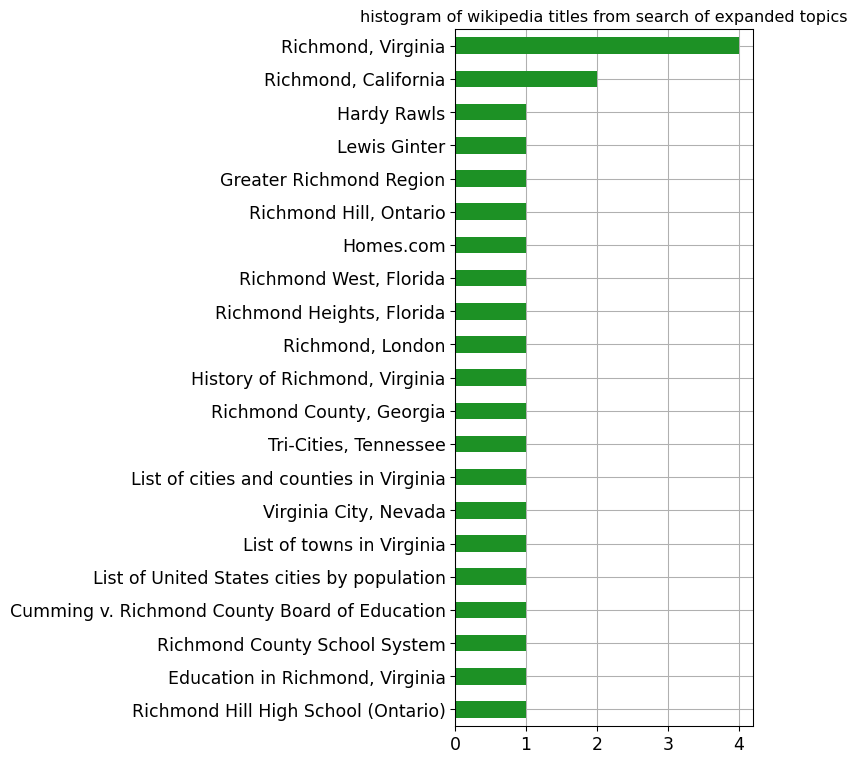 histogram of wikipedia titles from search of expanded topics
Richmond, Virginia
Richmond, California
Hardy Rawls
Lewis Ginter
Greater Richmond Region
Richmond Hill, Ontario
Homes.com
Richmond West, Florida
Richmond Heights, Florida
Richmond, London
History of Richmond, Virginia
Richmond County, Georgia
Tri-Cities, Tennessee
List of cities and counties in Virginia
Virginia City, Nevada
List of towns in Virginia
List of United States cities by population
Cumming v. Richmond County Board of Education
Richmond County School System
Education in Richmond, Virginia
Richmond Hill High School (Ontario)
0 1 2 3 4